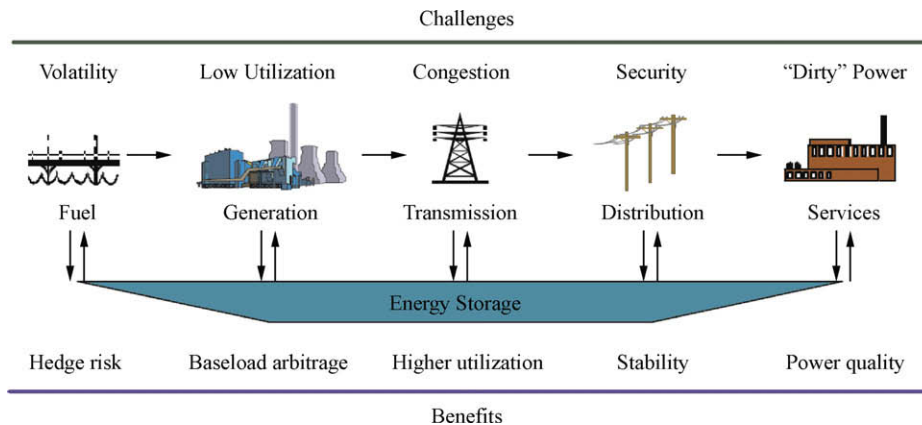 Challenges
Volatility Low Utilization Congestion Security “Dirty” Power
Fuel Generation Transmission Distribution Services
Energy Storage
Hedge risk Baseload arbitrage Higher utilization Stability Power quality
Benefits